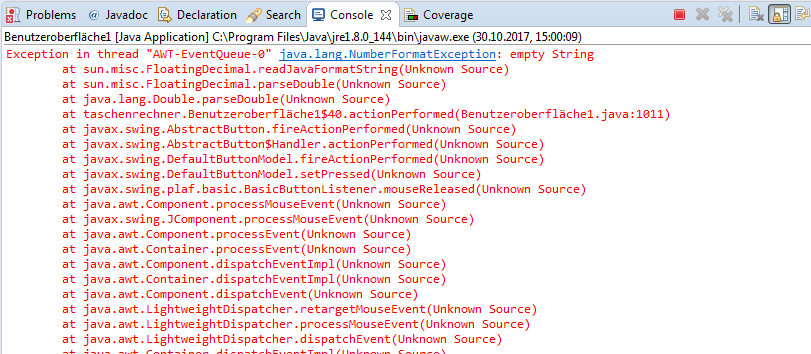 Problems @ Javadoc Declaration Search Console Coverage
Benutzeroberfläche1 [Java Application] C:\Program Files\Java\jre1.8.0_144\bin\javaw.exe (30.10.2017, 15:00:09)
Exception in thread "AWT-EventQueue-0" java.lang.NumberFormatException: empty String
at sun.misc.FloatingDecimal.readJavaFormatString(Unknown Source)
at sun.misc.FloatingDecimal.parseDouble(Unknown Source)
at java.lang.Double.parseDouble(Unknown Source)
at taschenrechner.Benutzeroberfläche1$40.actionPerformed(Benutzeroberfläche1.java:1011)
at javax.swing.AbstractButton.fireActionPerformed(Unknown Source)
at javax.swing.AbstractButton$Handler.actionPerformed(Unknown Source)
at javax.swing.DefaultButtonModel.fireActionPerformed(Unknown Source)
at javax.swing.DefaultButtonModel.setPressed(Unknown Source)
at javax.swing.plaf.basic.BasicButtonListener.mouseReleased(Unknown Source)
at java.awt.Component.processMouseEvent(Unknown Source)
at javax.swing.JComponent.processMouseEvent(Unknown Source)
at java.awt.Component.processEvent(Unknown Source)
at java.awt.Container.processEvent(Unknown Source)
at java.awt.Component.dispatchEventImpl(Unknown Source)
at java.awt.Container.dispatchEventImpl(Unknown Source)
at java.awt.Component.dispatchEvent(Unknown Source)
at java.awt.LightweightDispatcher.retargetMouseEvent(Unknown Source)
at java.awt.LightweightDispatcher.processMouseEvent(Unknown Source)
at java.awt.LightweightDispatcher.dispatchEvent(Unknown Source)
at java.awt.Container.dispatchEventImpl(Unknown Source)